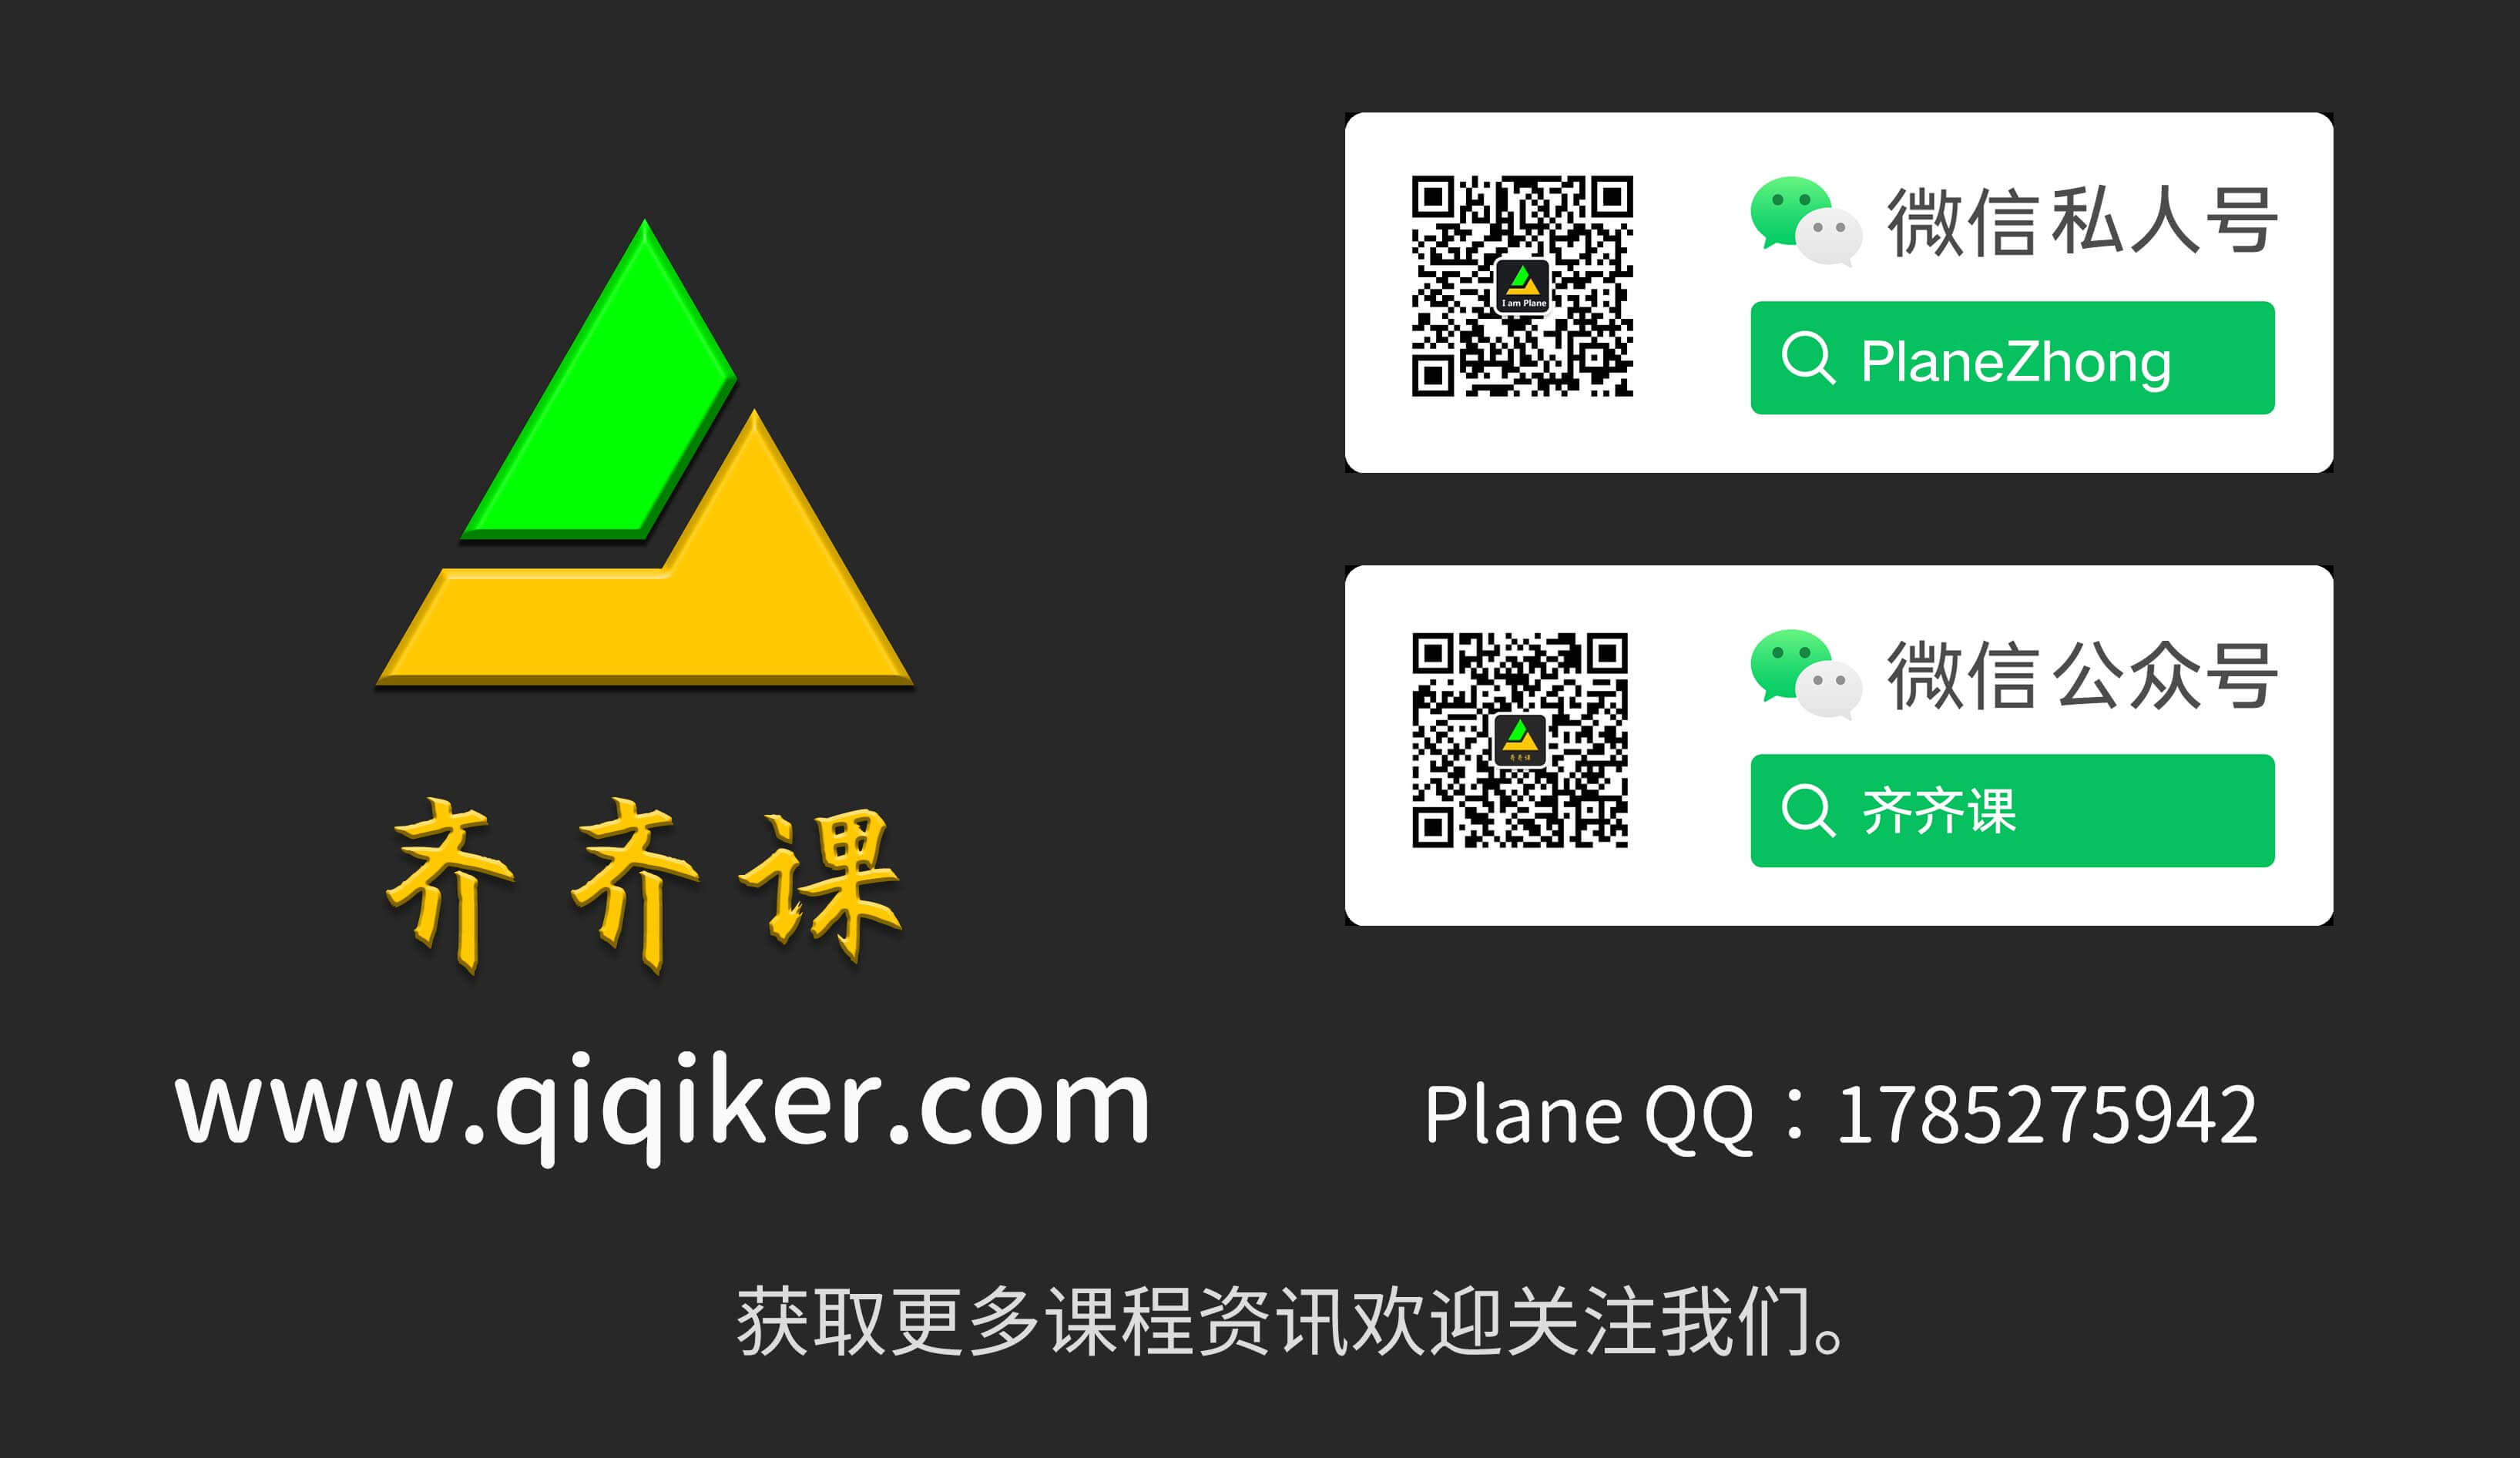 齐齐课
www.qiqiker.com
微信私人号
I am Plane
PlaneZhong
微信公众号
齐齐课
齐齐课
Plane QQ：1785275942
获取更多课程资讯欢迎关注我们。